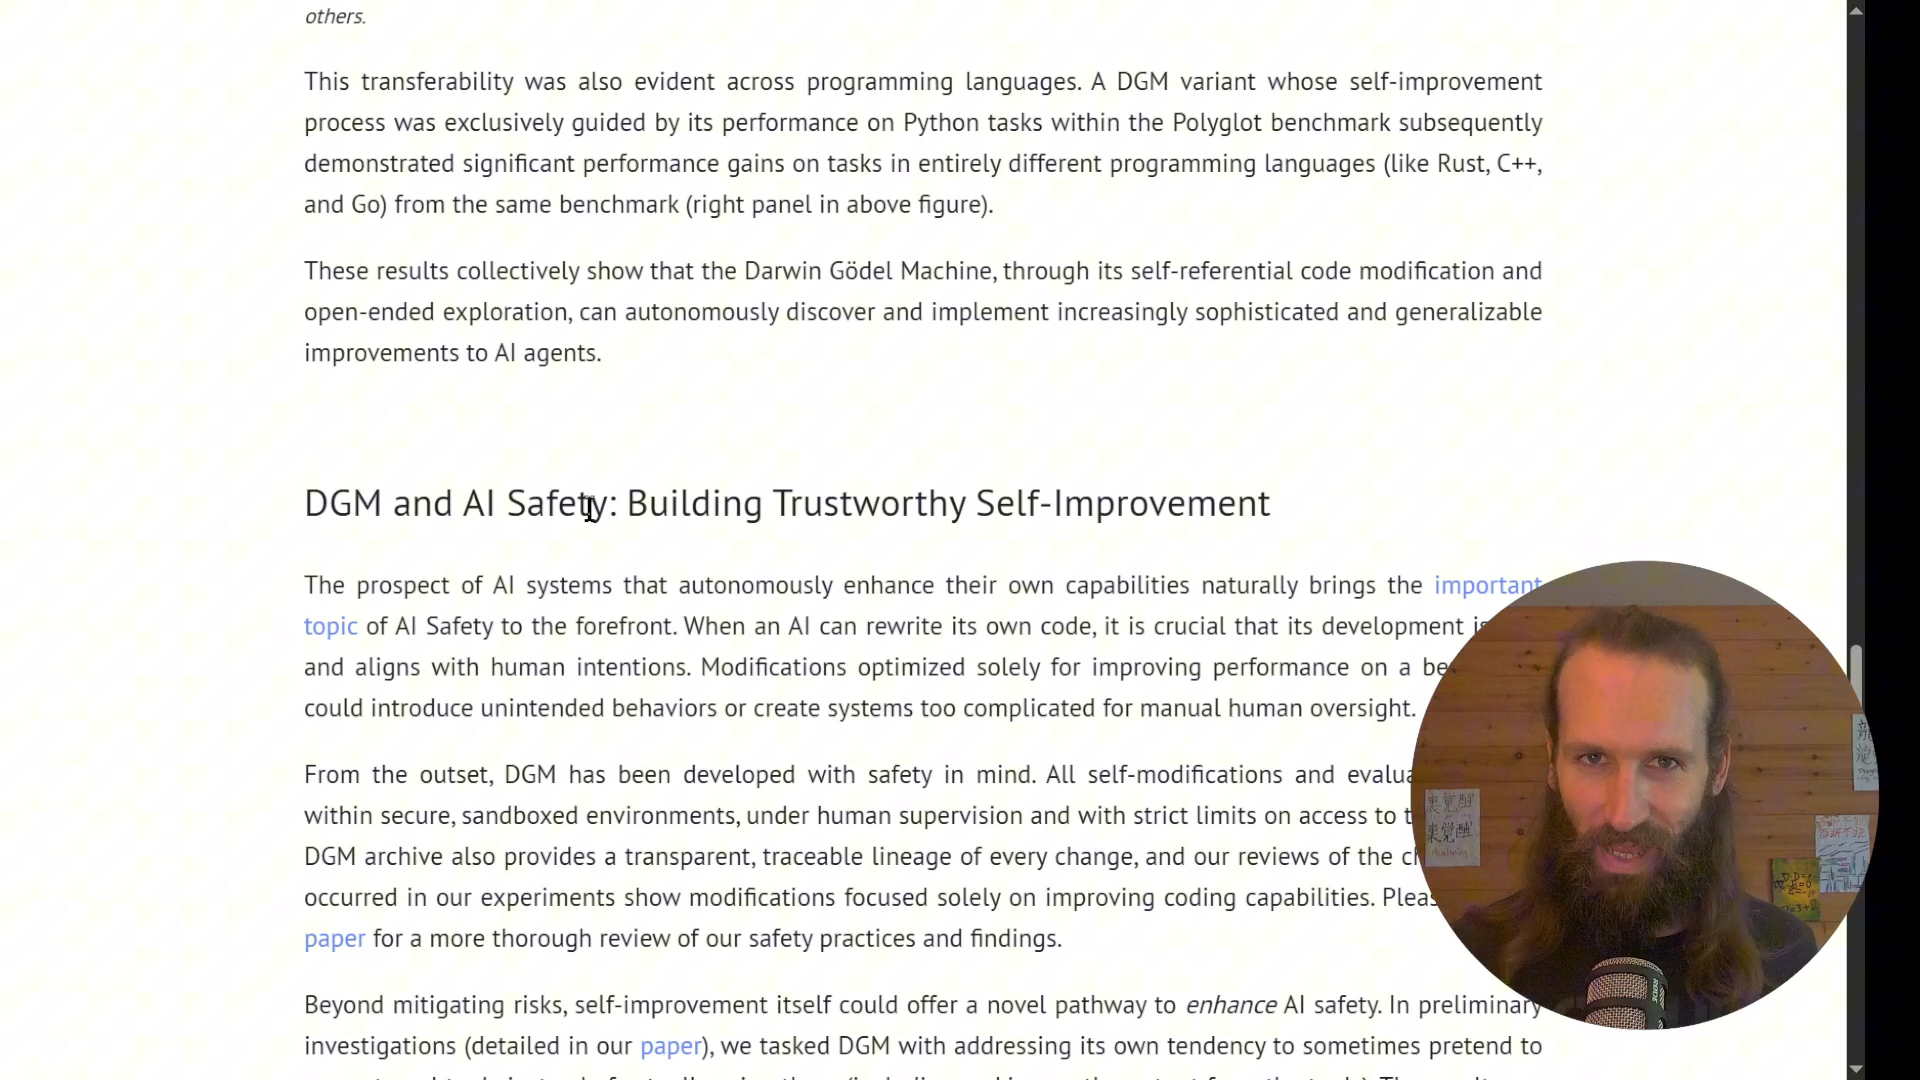 others.
This transferability was also evident across programming languages. A DGM variant whose self-improvement
process was exclusively guided by its performance on Python tasks within the Polyglot benchmark subsequently
demonstrated significant performance gains on tasks in entirely different programming languages (like Rust, C++,
and Go) from the same benchmark (right panel in above figure).
These results collectively show that the Darwin Gödel Machine, through its self-referential code modification and
open-ended exploration, can autonomously discover and implement increasingly sophisticated and generalizable
improvements to AI agents.
DGM and AI Safety: Building Trustworthy Self-Improvement
The prospect of AI systems that autonomously enhance their own capabilities naturally brings the important
topic of AI Safety to the forefront. When an AI can rewrite its own code, it is crucial that its development
and aligns with human intentions. Modifications optimized solely for improving performance on a
could introduce unintended behaviors or create systems too complicated for manual human oversight.
From the outset, DGM has been developed with safety in mind. All self-modifications and
within secure, sandboxed environments, under human supervision and with strict limits on access to
DGM archive also provides a transparent, traceable lineage of every change, and our reviews of the
occurred in our experiments show modifications focused solely on improving coding capabilities.
paper for a more thorough review of our safety practices and findings.
Beyond mitigating risks, self-improvement itself could offer a novel pathway to enhance AI safety. In preliminary
investigations (detailed in our paper), we tasked DGM with addressing its own tendency to sometimes pretend to
裏覚醒
裏覚醒
RODE